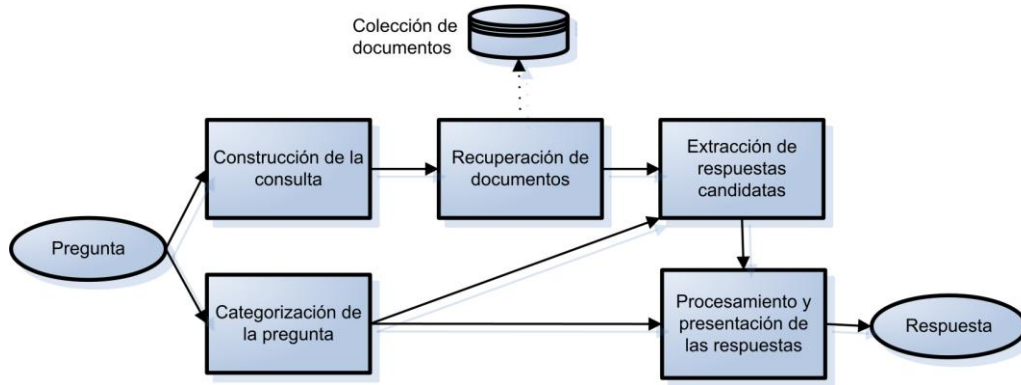 Colección de
documentos
Construcción de la
consulta
Recuperación de
documentos
Extracción de
respuestas
candidatas
Pregunta
Categorización de
la pregunta
Procesamiento y
presentación de
las respuestas
Respuesta